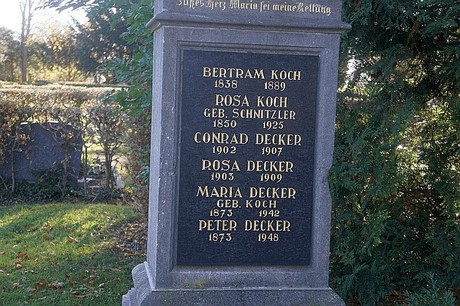 Süßes Herz Mariä sei meine Rettung
BERTRAM KOCH
1838 1889
ROSA KOCH
GEB. SCHNITZLER
1850 1925
CONRAD DECKER
1902 1907
ROSA DECKER
1903 1909
MARIA DECKER
GEB. KOCH
1873 1942
PETER DECKER
1873 1948